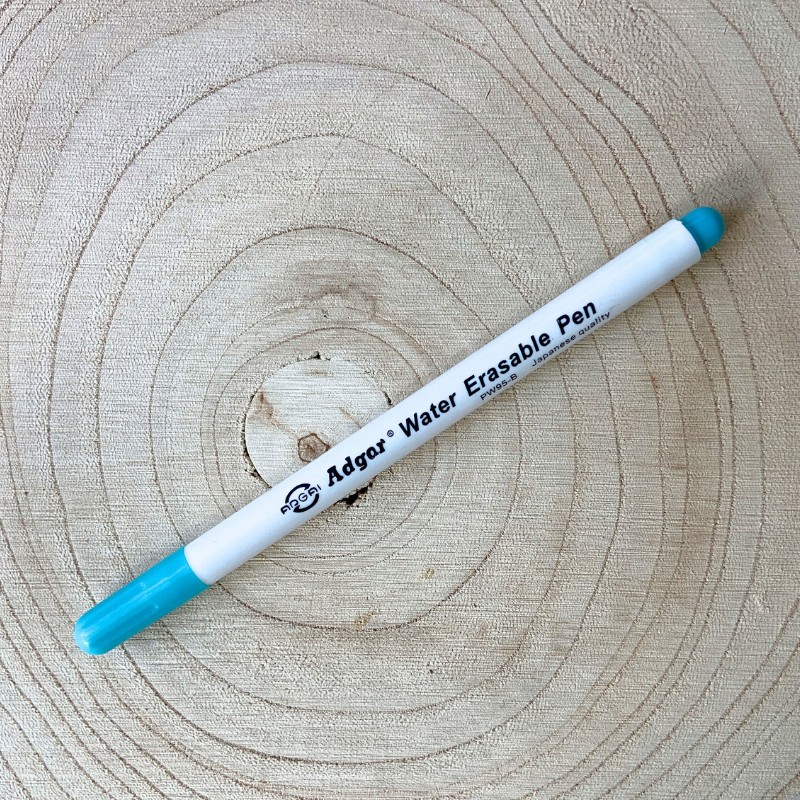 ADGAR
Adgar® Water Erasable Pen
PW95-B Japanese quality